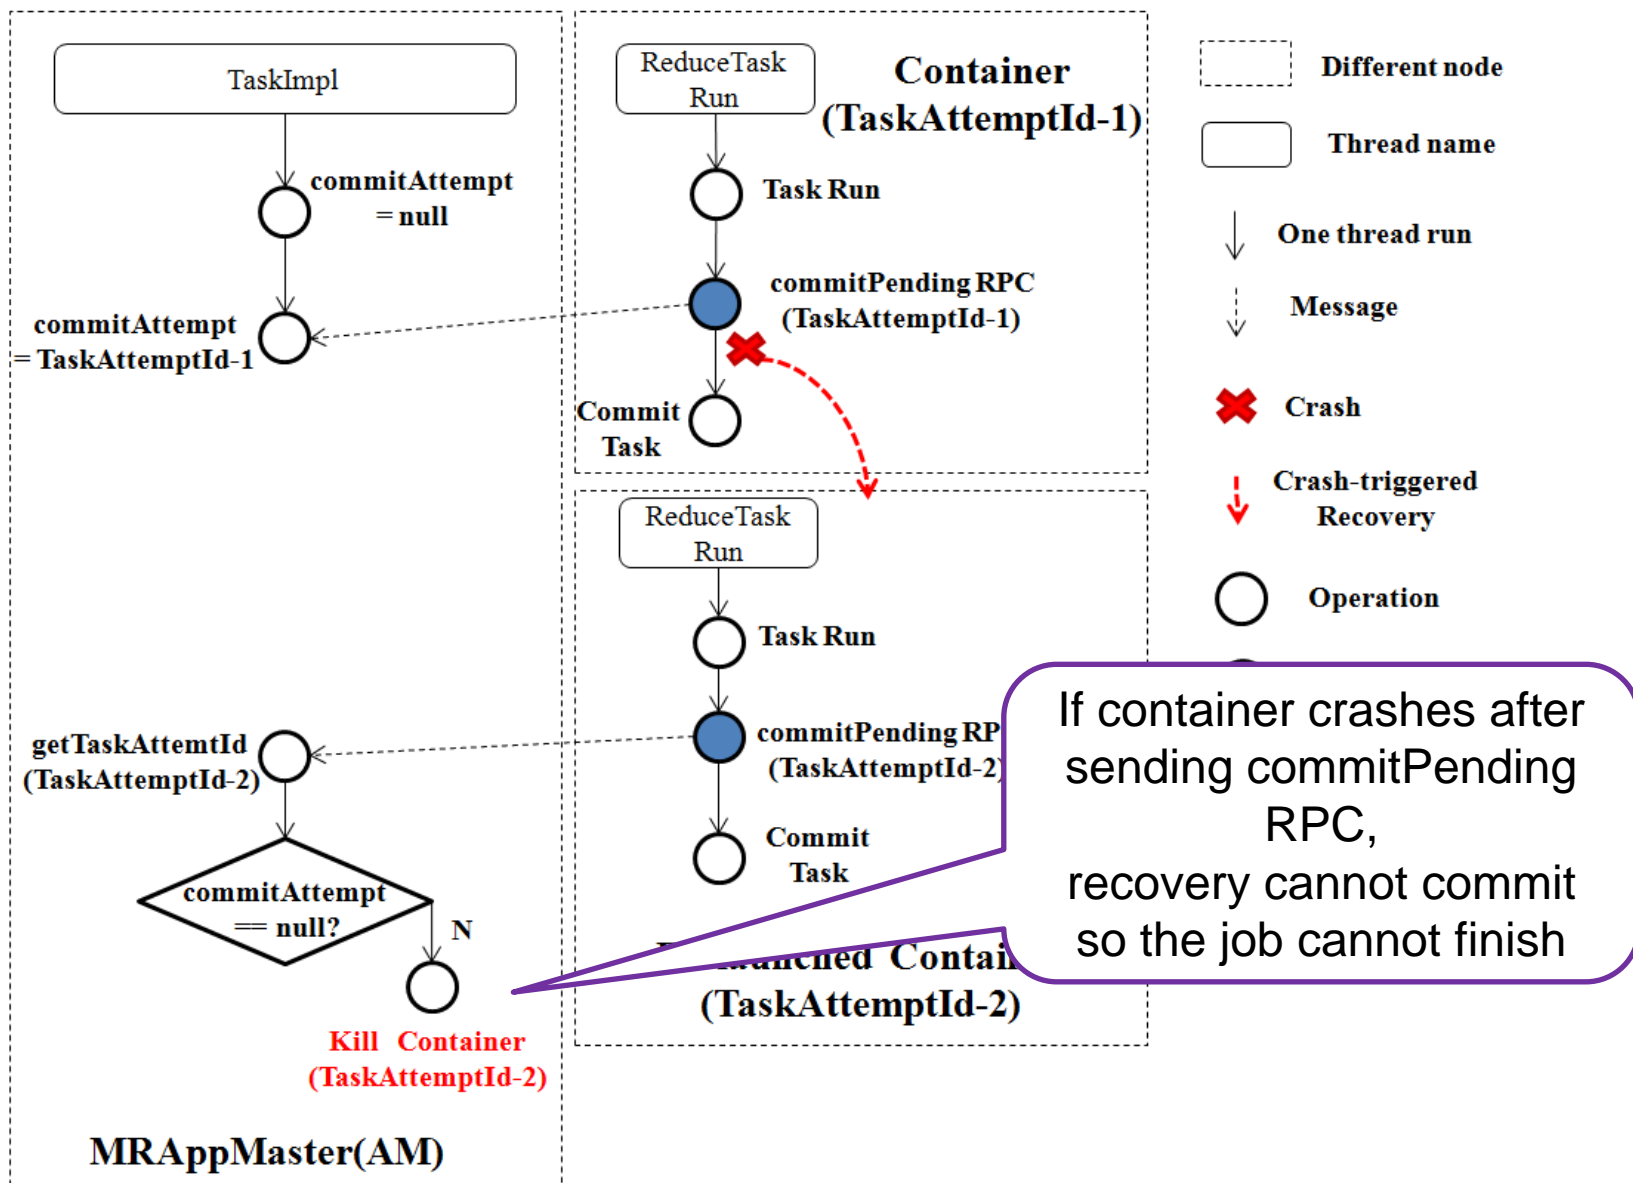 TaskImpl
commitAttempt
= null
commitAttempt
= TaskAttemptId-1
getTaskAttemtId
(TaskAttemptId-2)
commitAttempt
== null?
N
Kill Container
(TaskAttemptId-2)
MRAppMaster(AM)
ReduceTask
Run
Container
(TaskAttemptId-1)
Task Run
commitPending RPC
(TaskAttemptId-1)
Commit
Task
ReduceTask
Run
Task Run
commitPending RP
(TaskAttemptId-2)
Commit
Task
(TaskAttemptId-2)
Different node
Thread name
One thread run
Message
Crash
Crash-triggered
Recovery
Operation
If container crashes after
sending commitPending
RPC,
recovery cannot commit
so the job cannot finish